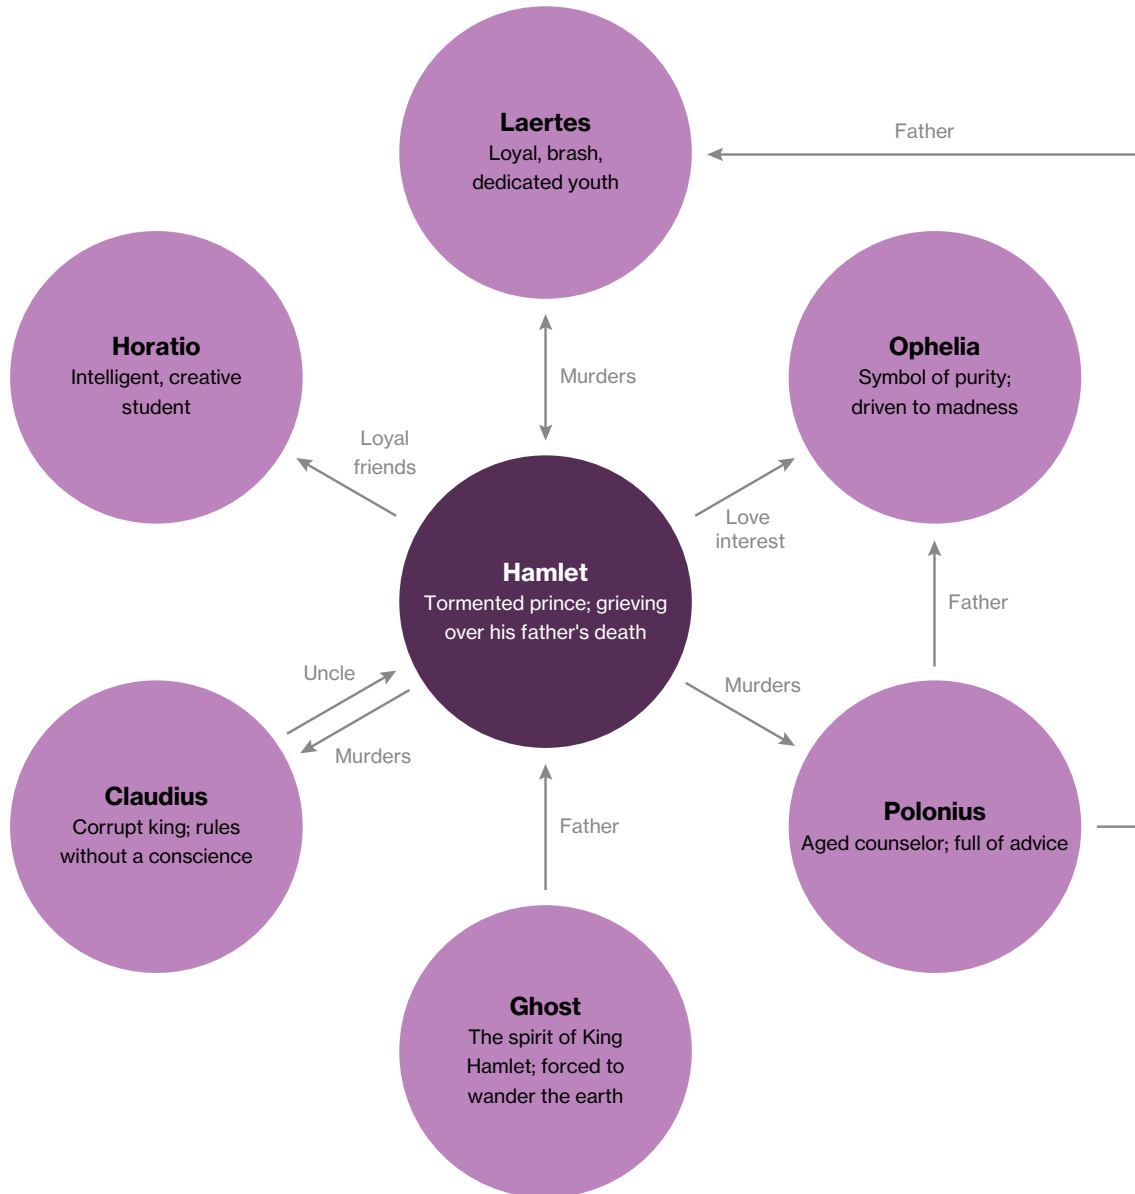 Laertes
Loyal, brash,
dedicated youth
Father
Horatio
Intelligent, creative
student
Murders
Ophelia
Symbol of purity;
driven to madness
Loyal
friends
Love
interest
Hamlet
Tormented prince; grieving
over his father's death
Father
Uncle
Murders
Murders
Claudius
Corrupt king; rules
without a conscience
Father
Polonius
Aged counselor; full of advice
Ghost
The spirit of King
Hamlet; forced to
wander the earth